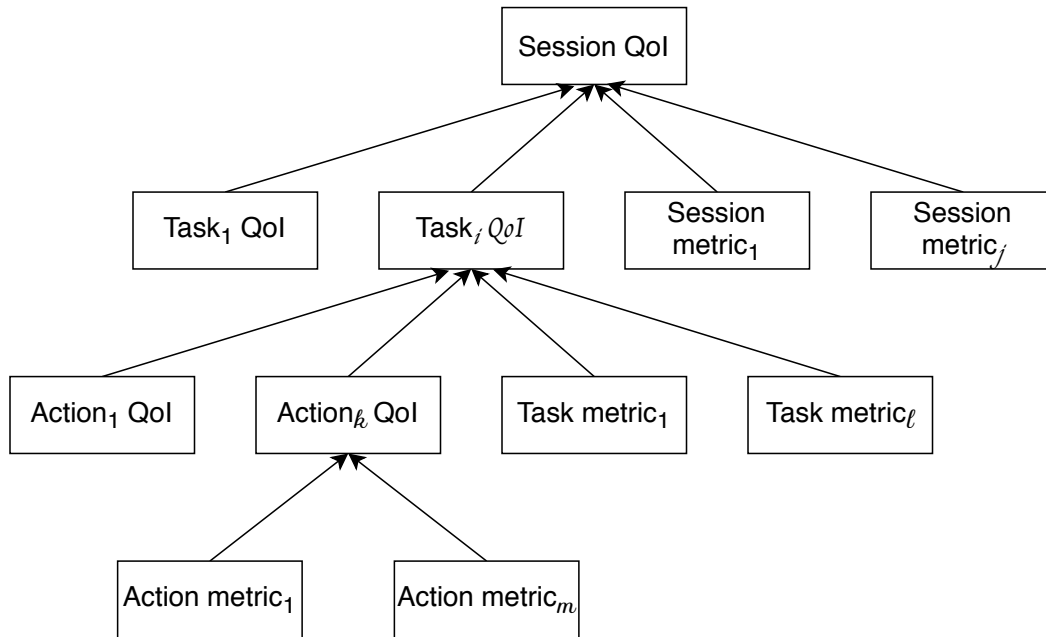 Session QoI
Task₁ QoI
Taskᵢ QoI
Session
metric₁
Session
metricⱼ
Action₁ QoI
Actionₖ QoI
Task metric₁
Task metricℓ
Action metric₁
Action metricₘ